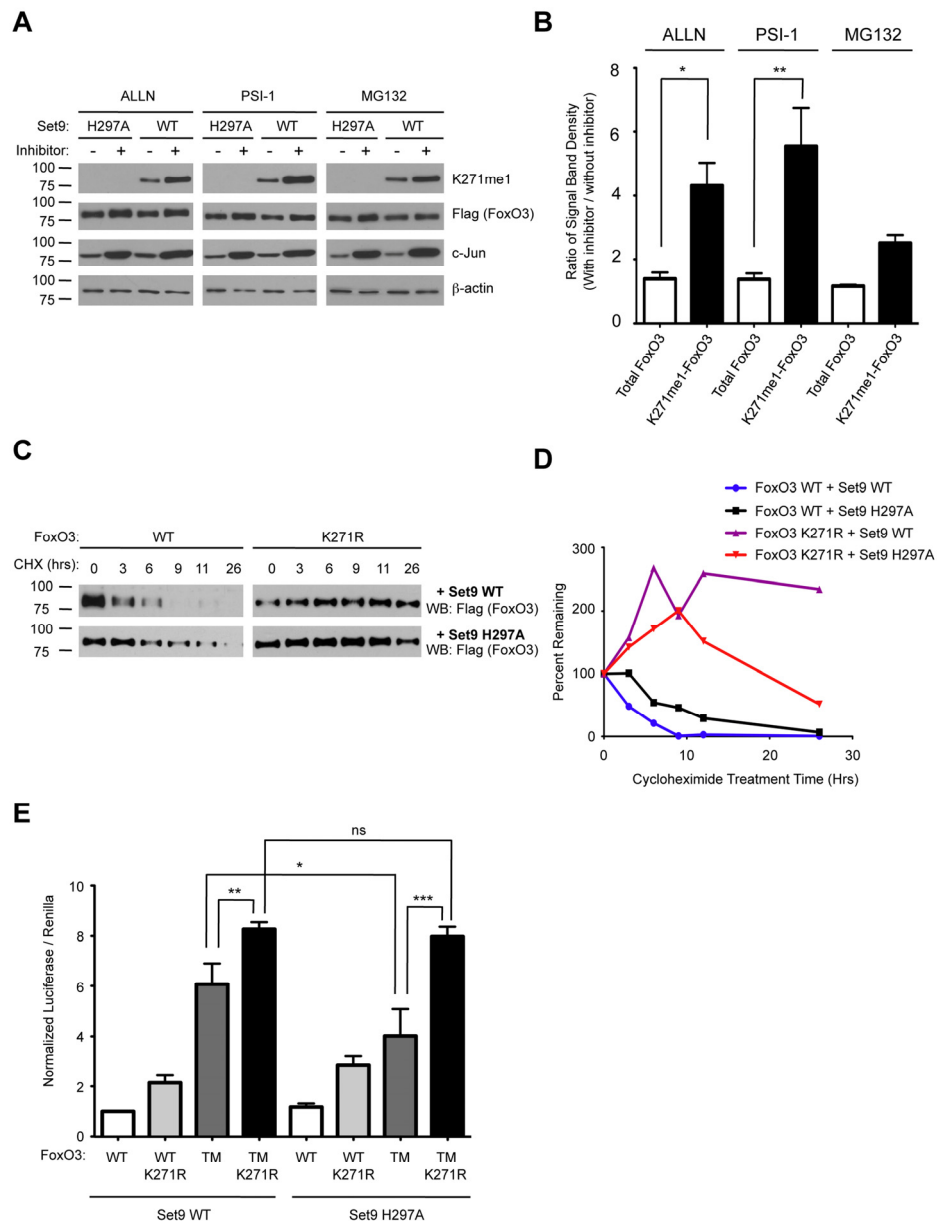 A
ALLN PSI-1 MG132
Set9: H297A WT H297A WT H297A WT
Inhibitor: - + - + - + - + - + - +
100
75
K271me1
100
75
Flag (FoxO3)
100
75
c-Jun
100
75
β-actin
B
ALLN PSI-1 MG132
Ratio of Signal Band Density
(With inhibitor / without inhibitor)
8
6
4
2
0
* **
Total FoxO3
K271me1-FoxO3
Total FoxO3
K271me1-FoxO3
Total FoxO3
K271me1-FoxO3
C
FoxO3: WT K271R
CHX (hrs) 0 3 6 9 11 26 0 3 6 9 11 26
100
75
+ Set9 WT
WB: Flag (FoxO3)
100
75
+ Set9 H297A
WB: Flag (FoxO3)
D
FoxO3 WT + Set9 WT
FoxO3 WT + Set9 H297A
FoxO3 K271R + Set9 WT
FoxO3 K271R + Set9 H297A
Percent Remaining
300
200
100
0
0 10 20 30
Cycloheximide Treatment Time (Hrs)
E
ns
*
** ***
Normalized Luciferase / Renilla
10
8
6
4
2
0
FoxO3: WT WT TM TM WT WT TM TM
K271R K271R K271R K271R
Set9 WT Set9 H297A